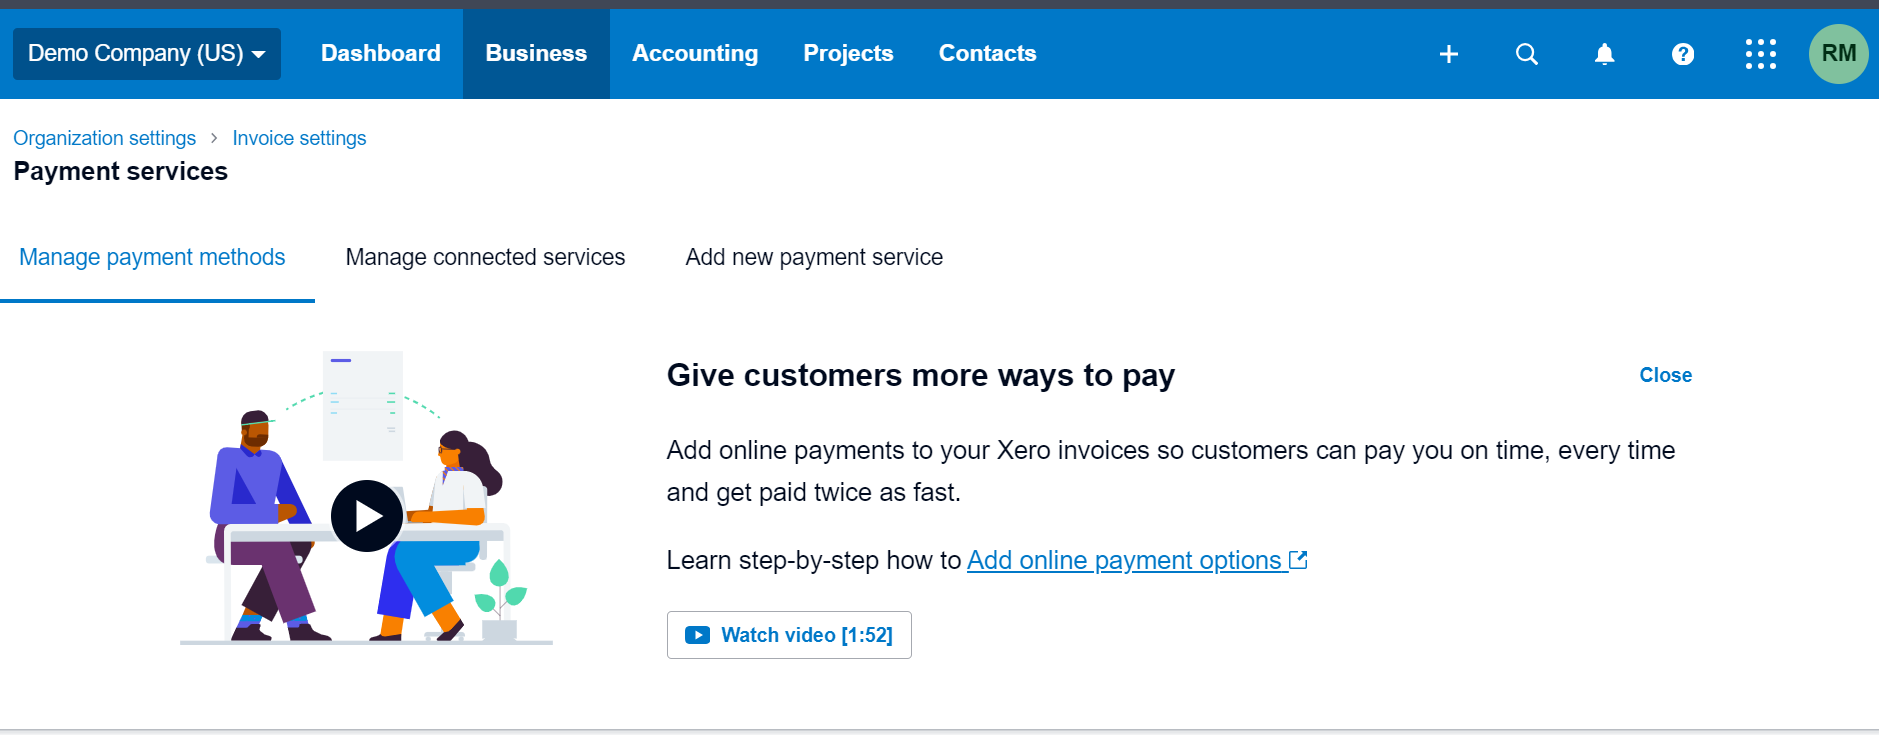 Demo Company (US) Dashboard Business Accounting Projects Contacts RM
Organization settings Invoice settings
Payment services
Manage payment methods Manage connected services Add new payment service
Give customers more ways to pay Close
Add online payments to your Xero invoices so customers can pay you on time, every time
and get paid twice as fast.
Learn step-by-step how to Add online payment options
Watch video [1:52]